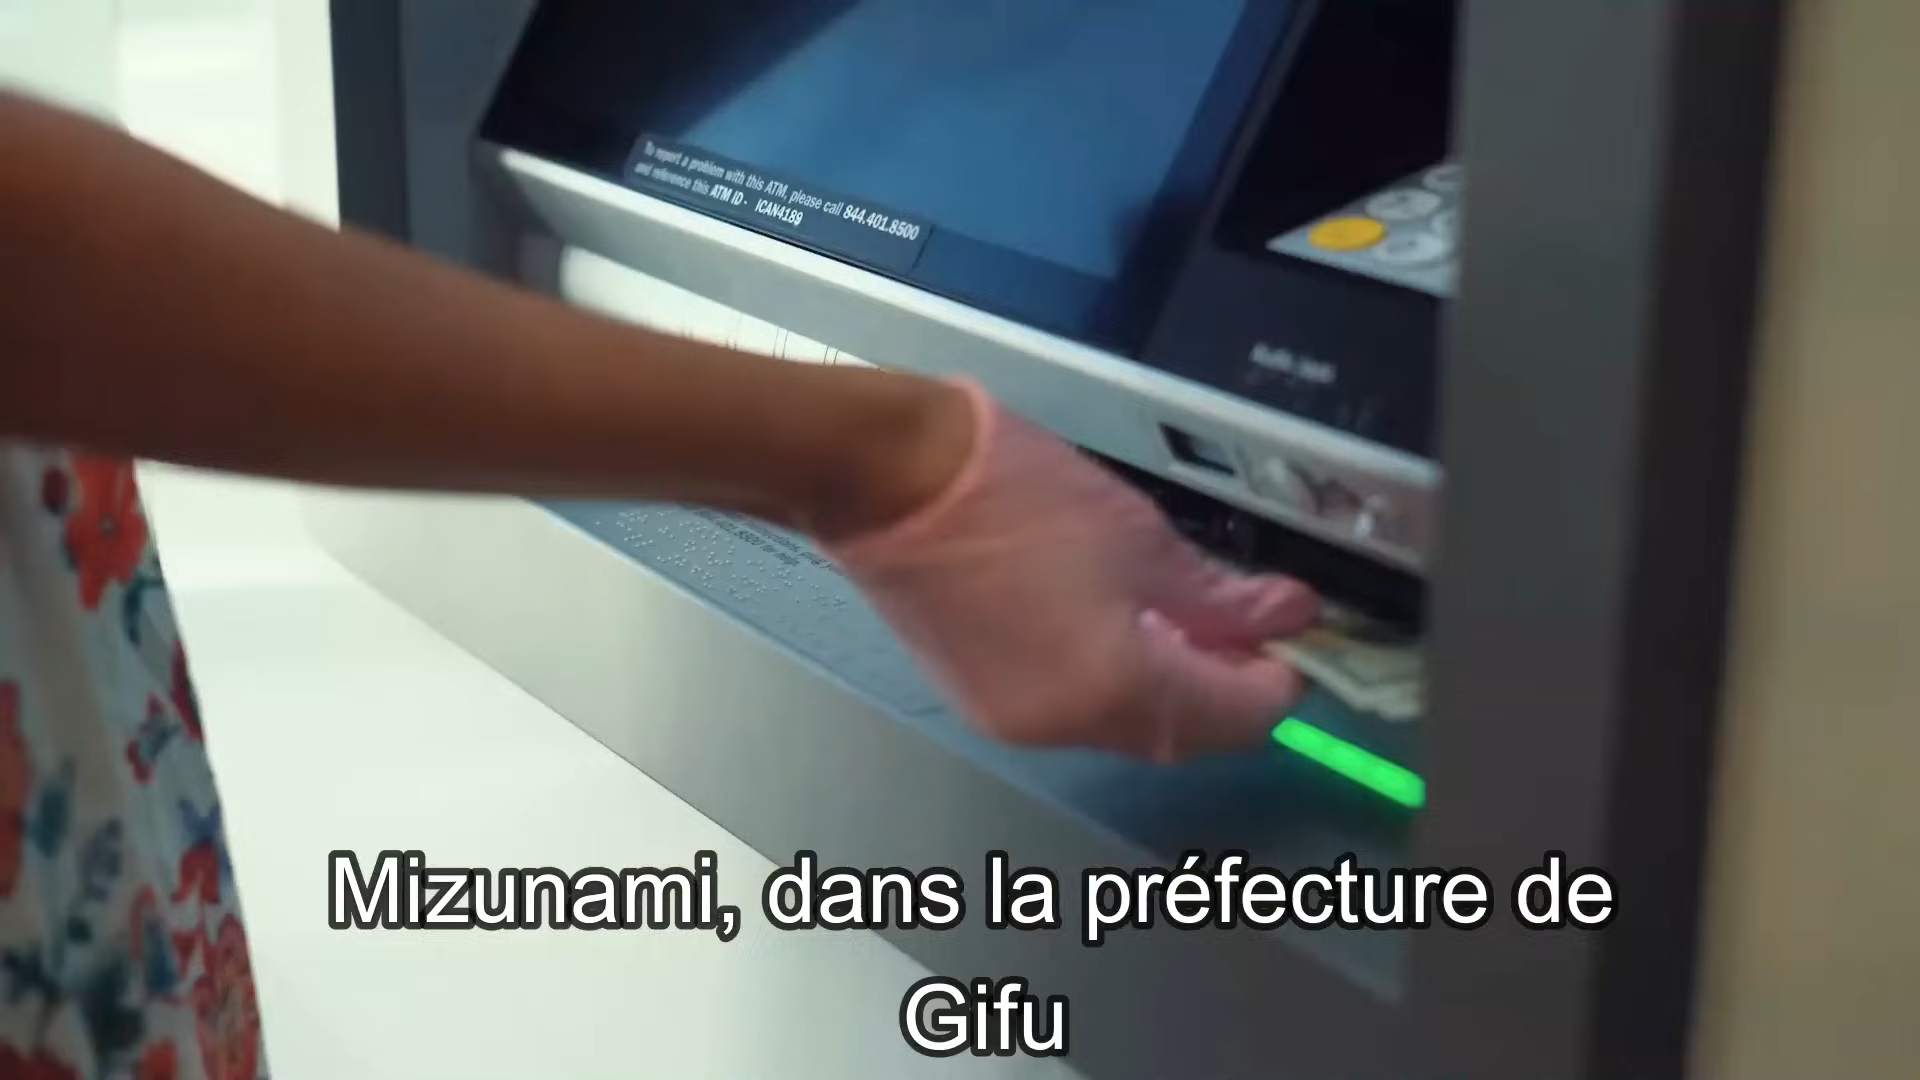 To report a problem with this ATM, please call 844.401.8500
and reference this ATM ID - ICAN4189
Mizunami, dans la préfecture de
Gifu